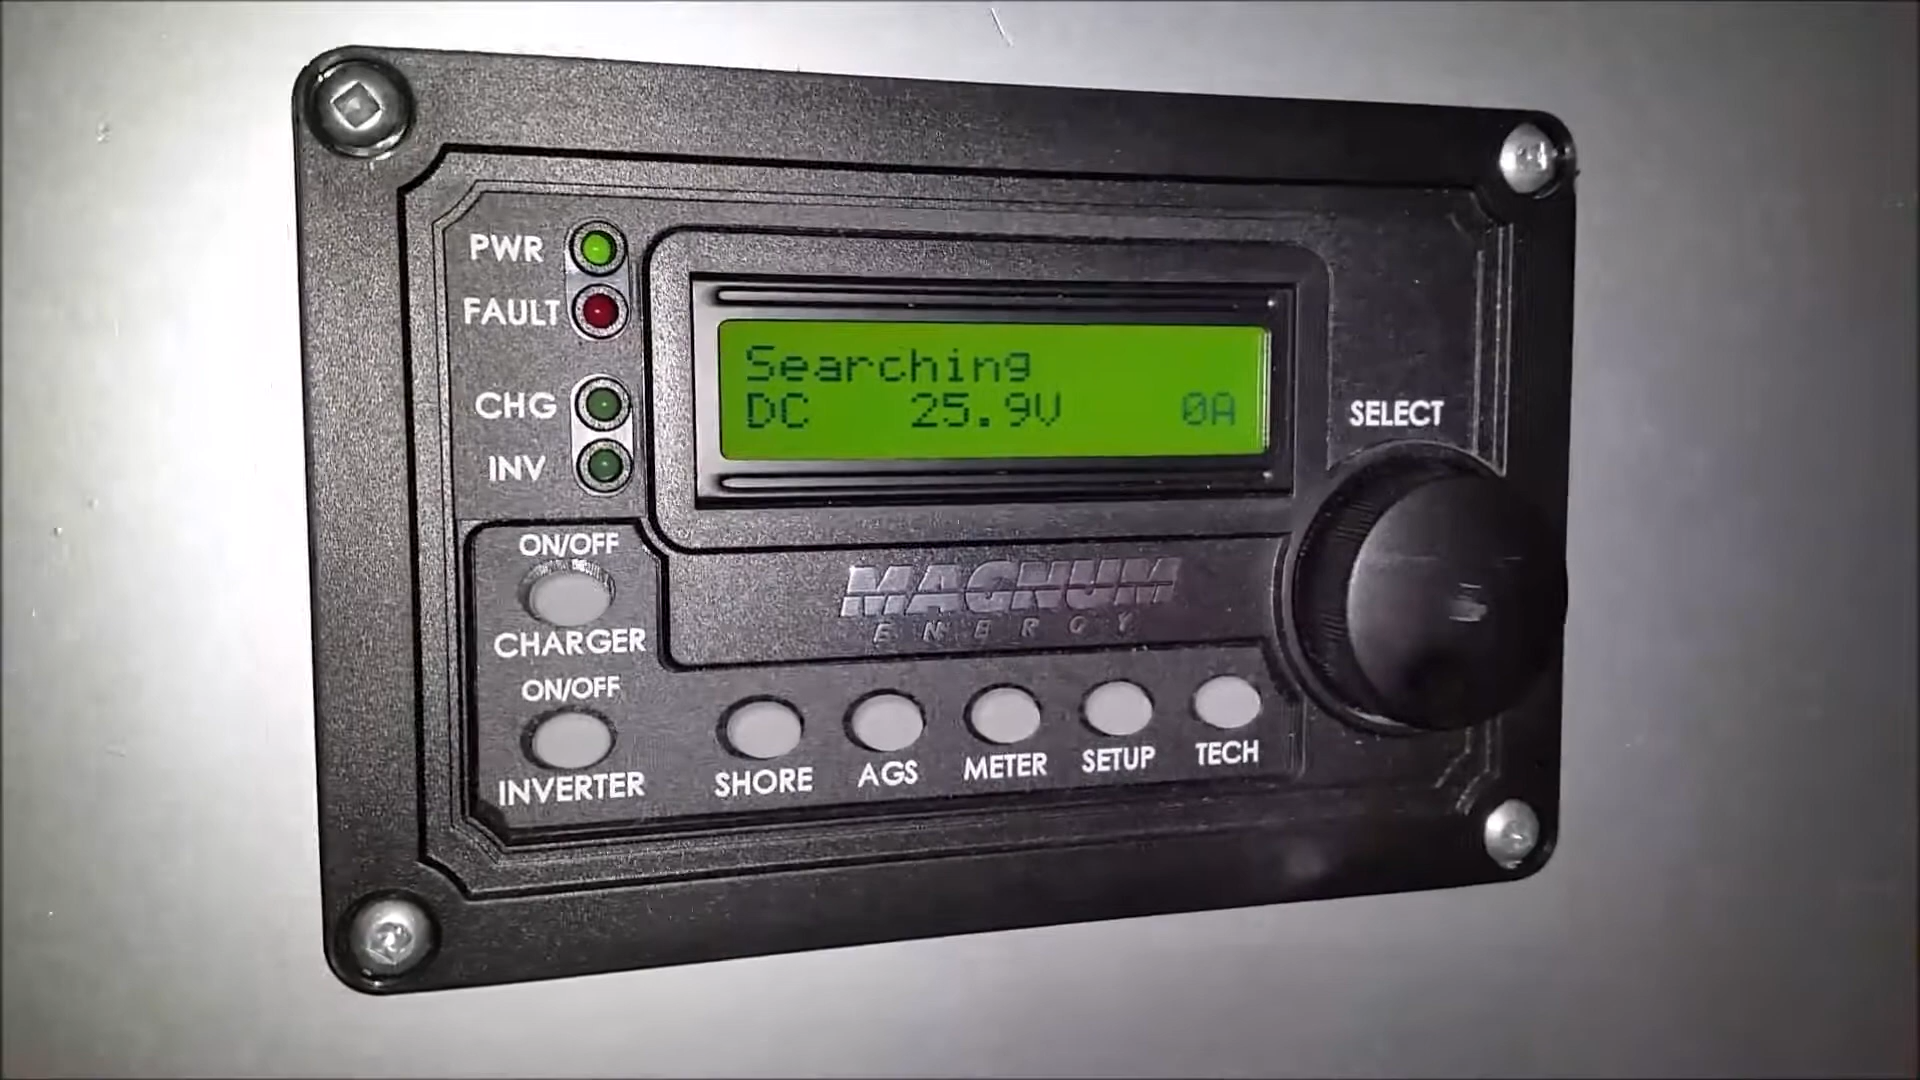 PWR
FAULT
CHG
INV
Searching
DC 25.9V 0A
SELECT
MAGNUM
ENERGY
ON/OFF
CHARGER
ON/OFF
INVERTER
SHORE
AGS
METER
SETUP
TECH